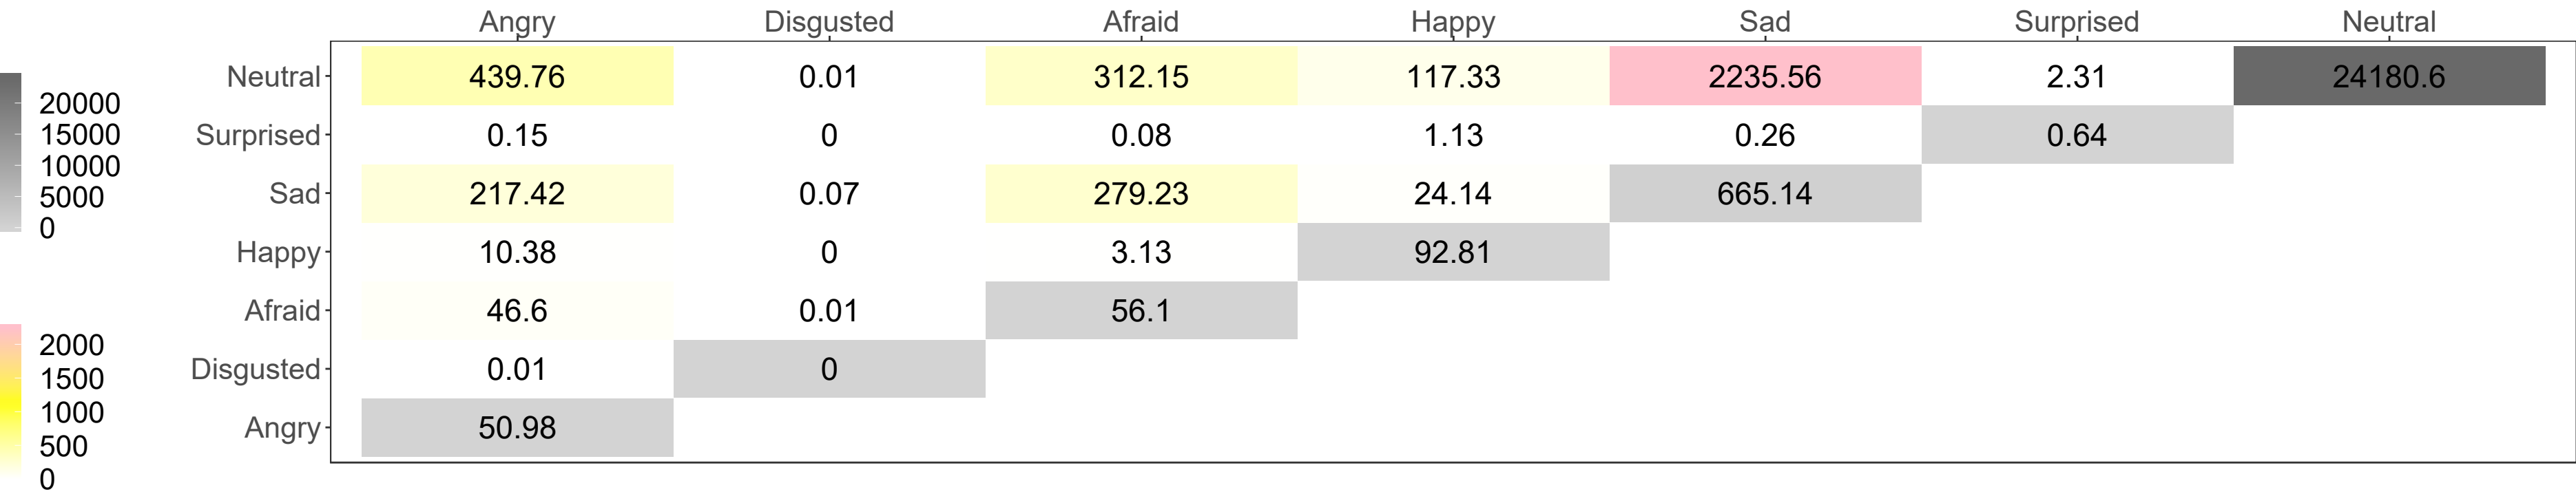 Angry Disgusted Afraid Happy Sad Surprised Neutral
Neutral 439.76 0.01 312.15 117.33 2235.56 2.31 24180.6
Surprised 0.15 0 0.08 1.13 0.26 0.64
Sad 217.42 0.07 279.23 24.14 665.14
Happy 10.38 0 3.13 92.81
Afraid 46.6 0.01 56.1
Disgusted 0.01 0
Angry 50.98
20000
15000
10000
5000
0
2000
1500
1000
500
0